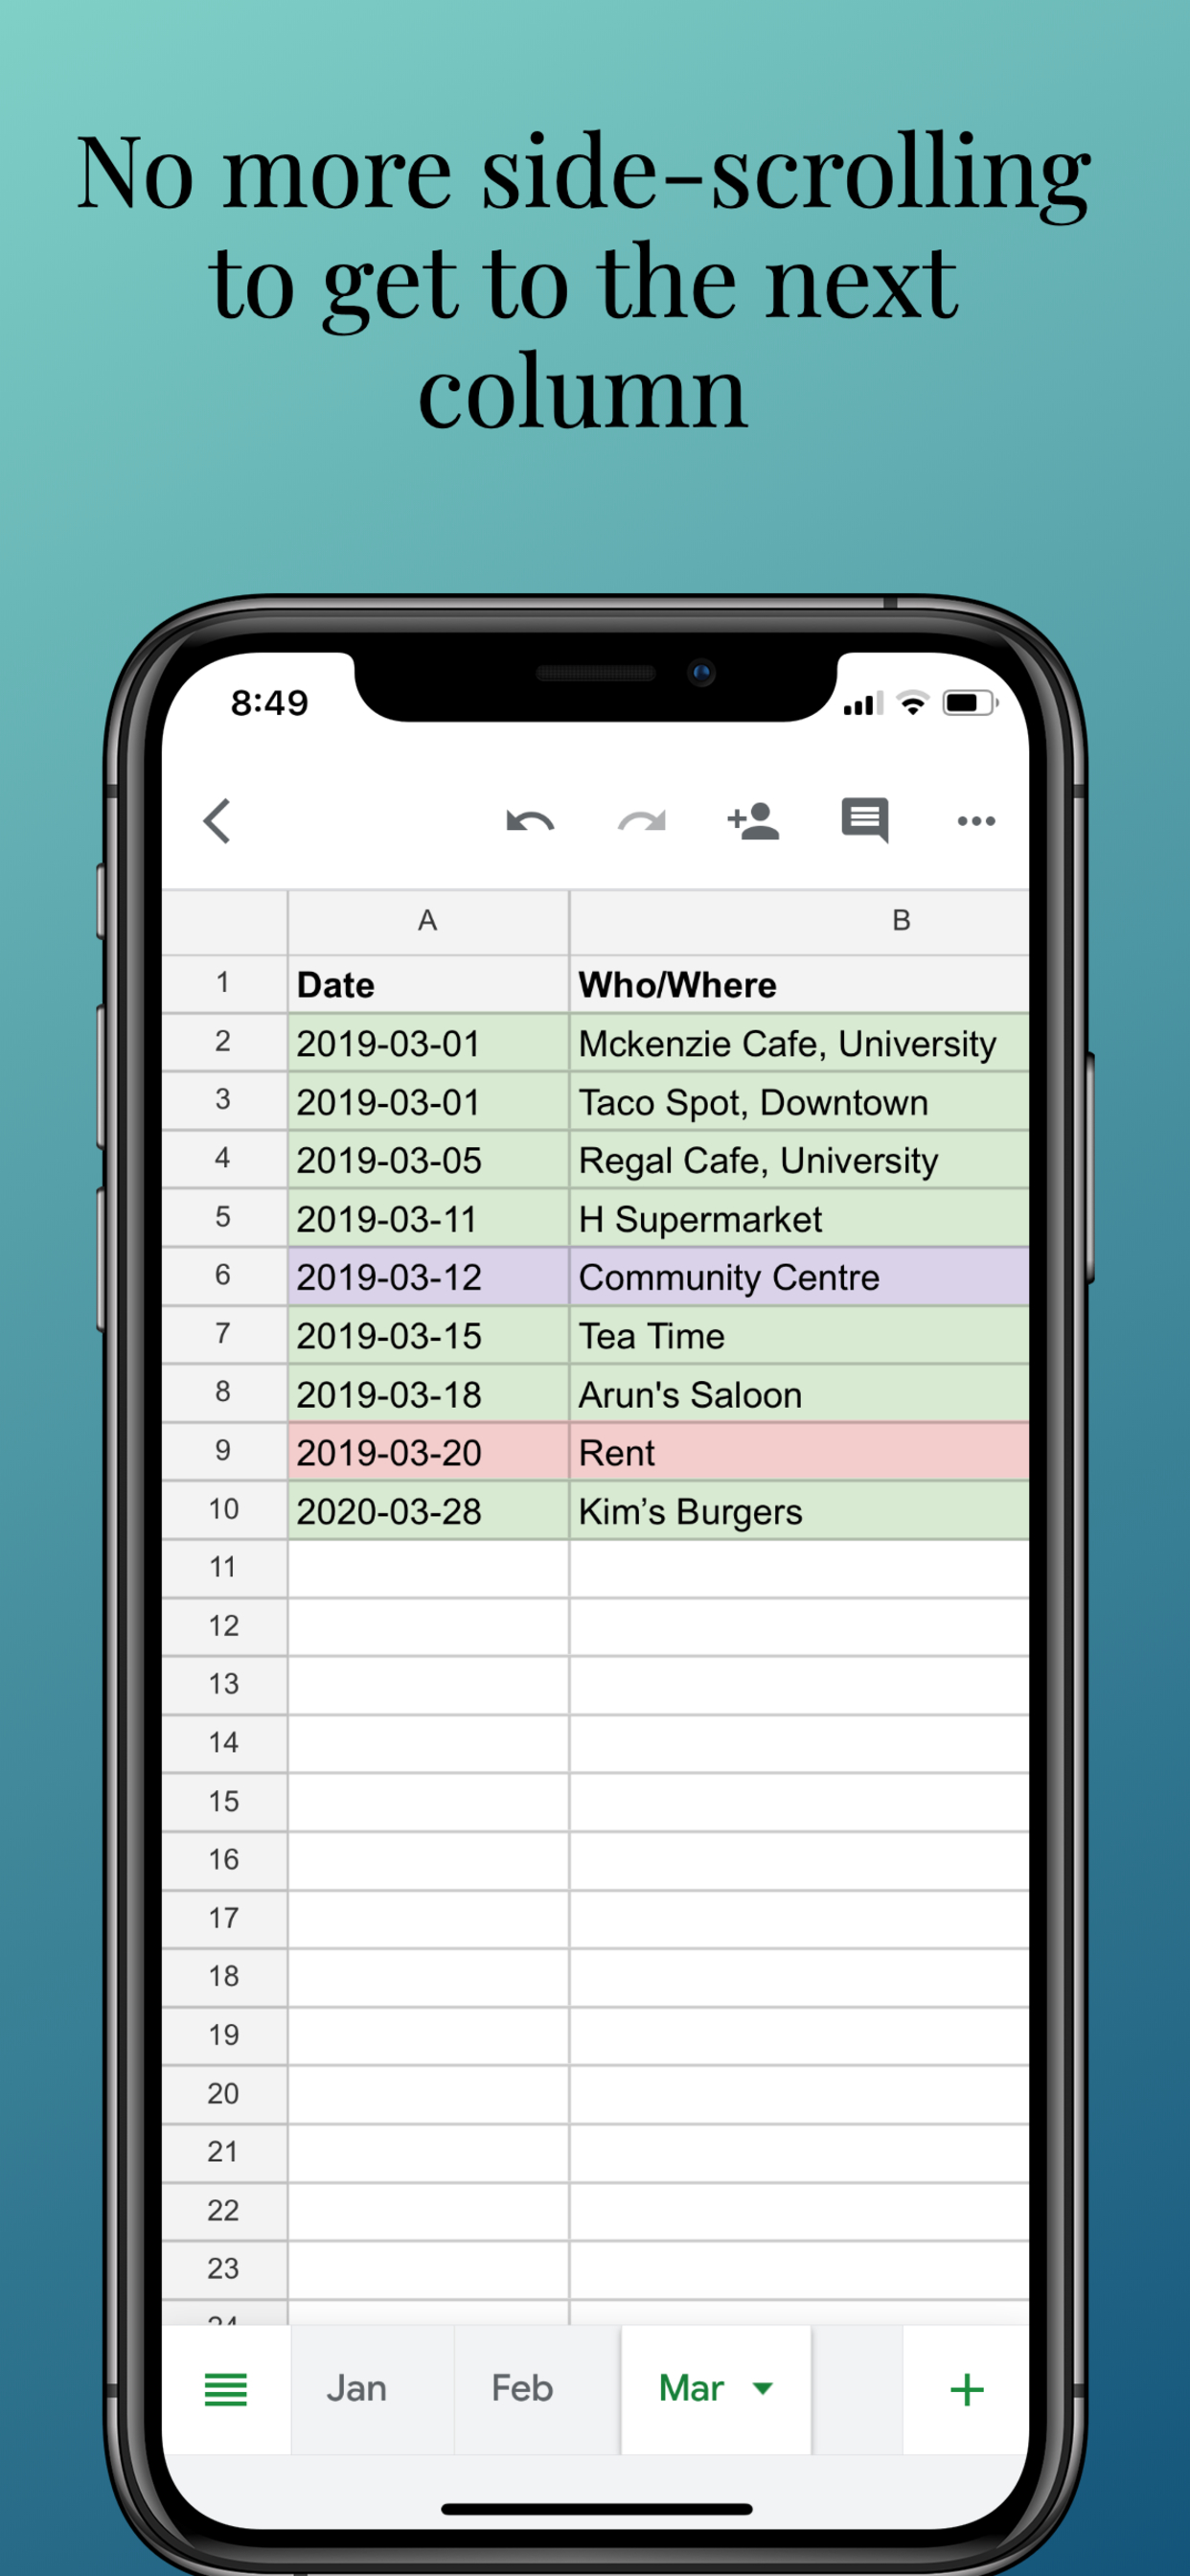 No more side-scrolling
to get to the next
column
8:49
A B
1 Date Who/Where
2 2019-03-01 Mckenzie Cafe, University
3 2019-03-01 Taco Spot, Downtown
4 2019-03-05 Regal Cafe, University
5 2019-03-11 H Supermarket
6 2019-03-12 Community Centre
7 2019-03-15 Tea Time
8 2019-03-18 Arun's Saloon
9 2019-03-20 Rent
10 2020-03-28 Kim’s Burgers
11
12
13
14
15
16
17
18
19
20
21
22
23
24
Jan Feb Mar